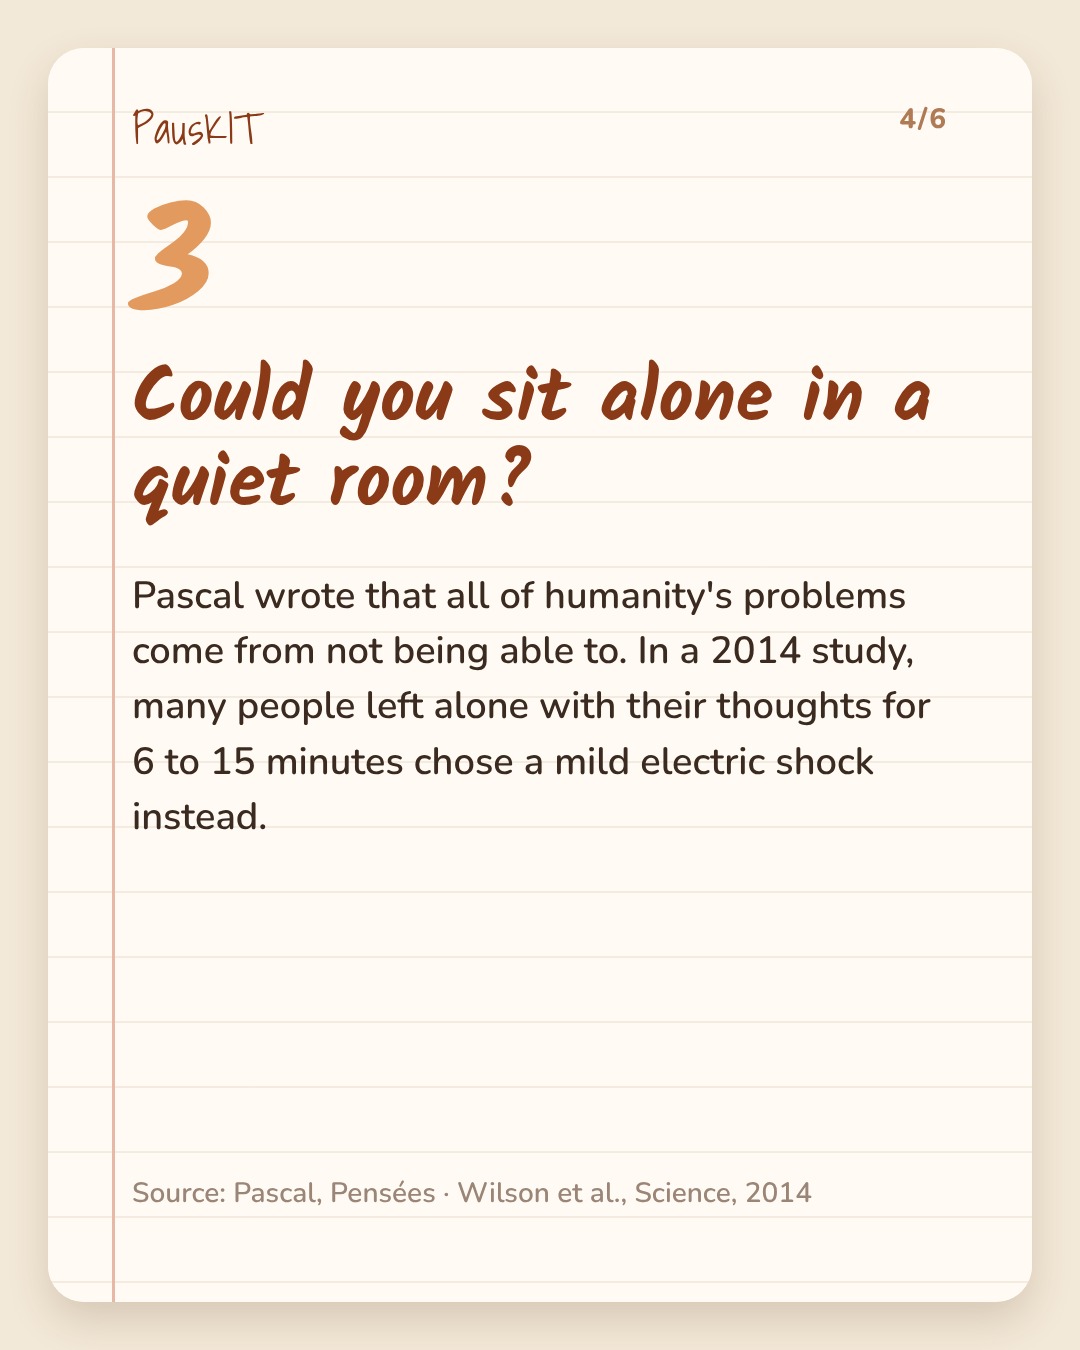 PausKIT
4/6
3
Could you sit alone in a
quiet room?
Pascal wrote that all of humanity's problems
come from not being able to. In a 2014 study,
many people left alone with their thoughts for
6 to 15 minutes chose a mild electric shock
instead.
Source: Pascal, Pensées · Wilson et al., Science, 2014